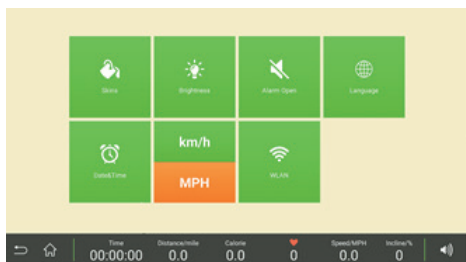 Skins
Brightness
Alarm Open
Language
Date&Time
km/h
MPH
WLAN
Time
00:00:00
Distance/mile
0.0
Calorie
0.0
0
Speed/MPH
0.0
Incline/%
0